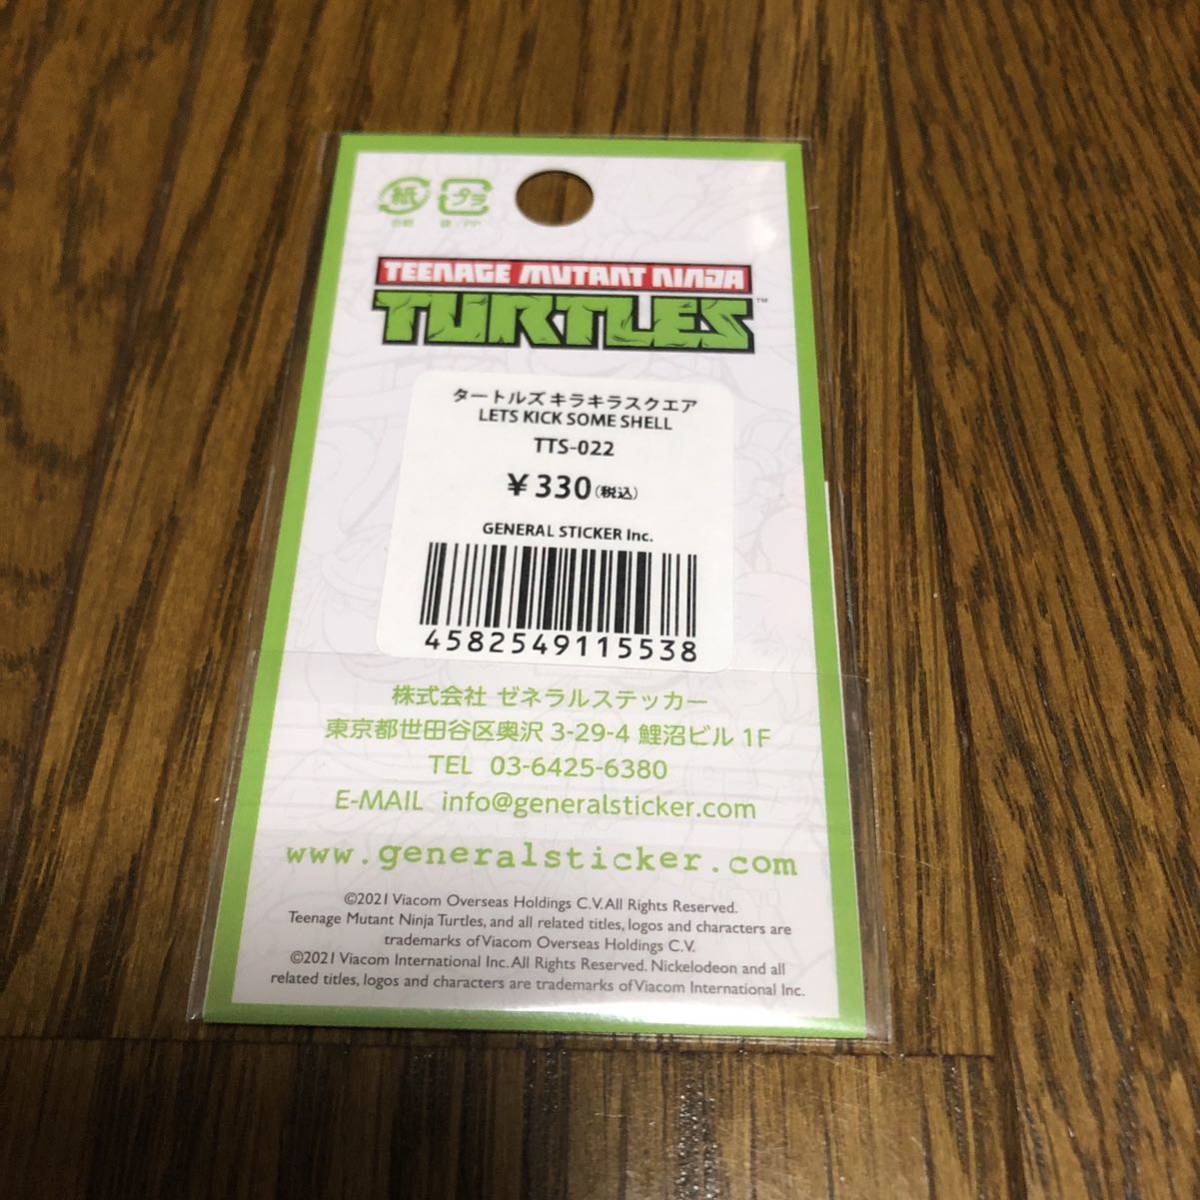 紙 プラ
台紙 袋:PP
TEENAGE MUTANT NINJA
TURTLES™
タートルズ キラキラスクエア
LETS KICK SOME SHELL
TTS-022
¥330(税込)
GENERAL STICKER Inc.
4582549115538
株式会社 ゼネラルステッカー
東京都世田谷区奥沢 3-29-4 鯉沼ビル 1F
TEL 03-6425-6380
E-MAIL info@generalsticker.com
www.generalsticker.com
©2021 Viacom Overseas Holdings C.V. All Rights Reserved.
Teenage Mutant Ninja Turtles, and all related titles, logos and characters are
trademarks of Viacom Overseas Holdings C.V.
©2021 Viacom International Inc. All Rights Reserved. Nickelodeon and all
related titles, logos and characters are trademarks of Viacom International Inc.